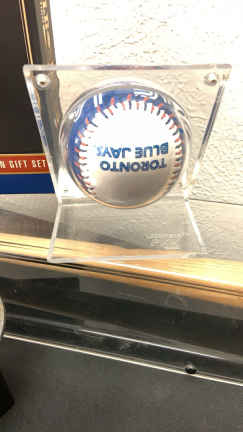 TORONTO
BLUE JAYS
N GIFT SET